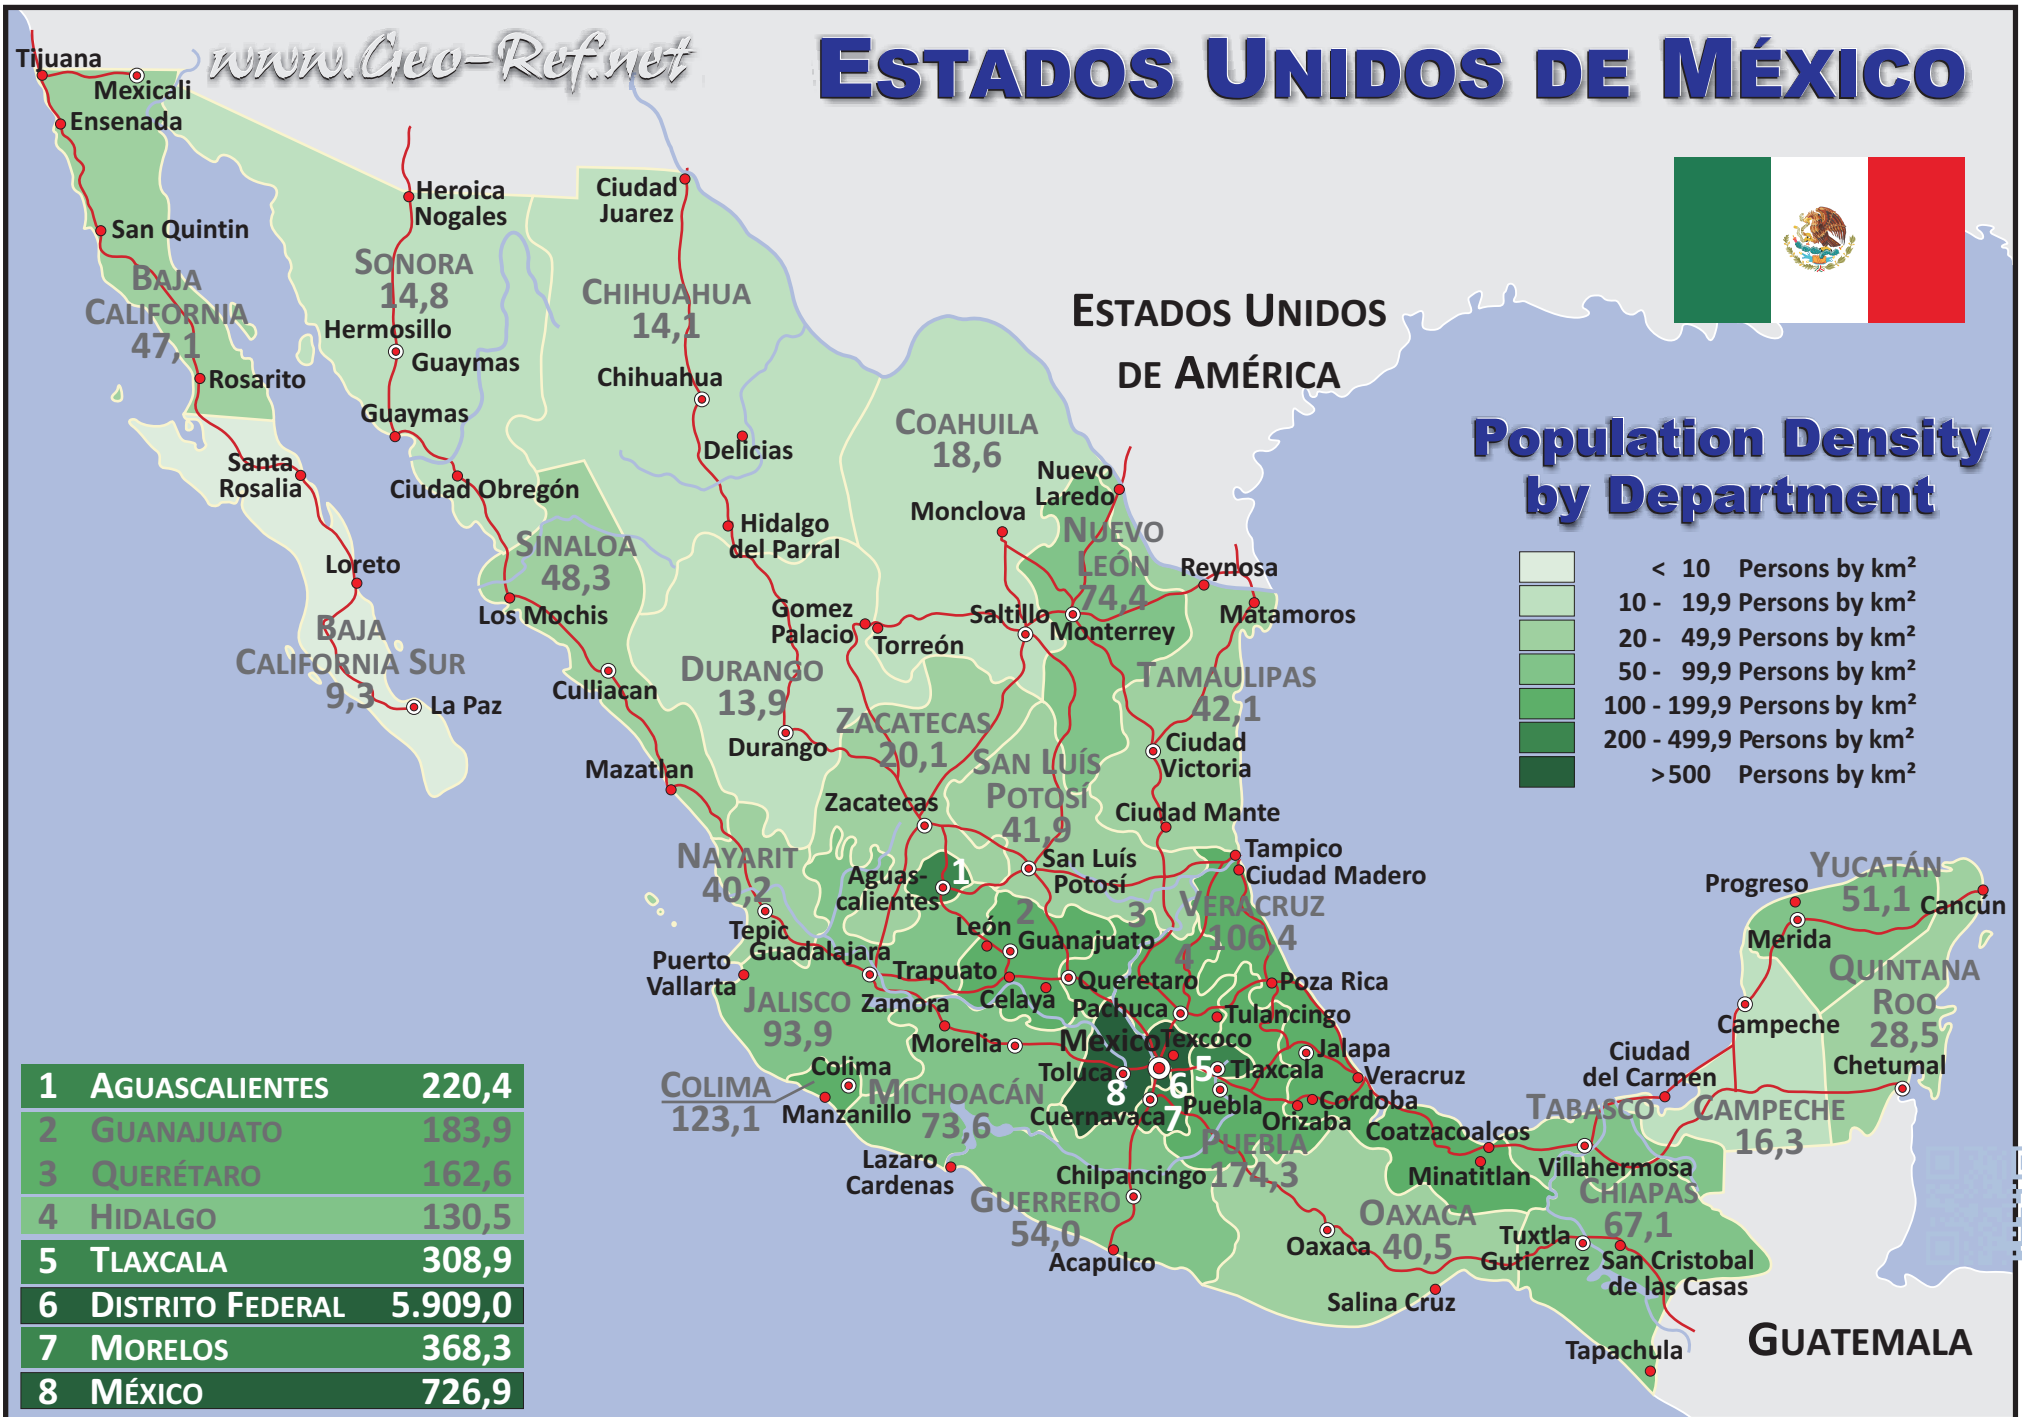 www.Geo-Ref.net
ESTADOS UNIDOS DE MÉXICO
Tijuana
Mexicali
Ensenada
San Quintin
BAJA
CALIFORNIA
47,1
Rosarito
Heroica
Nogales
SONORA
14,8
Hermosillo
Guaymas
Guaymas
Ciudad
Juarez
CHIHUAHUA
14,1
Chihuahua
Delicias
ESTADOS UNIDOS
DE AMÉRICA
Population Density
by Department
< 10 Persons by km²
10 - 19,9 Persons by km²
20 - 49,9 Persons by km²
50 - 99,9 Persons by km²
100 - 199,9 Persons by km²
200 - 499,9 Persons by km²
>500 Persons by km²
COAHUILA
18,6
Nuevo
Laredo
Monclova
NUEVO
LEÓN
74,4
Reynosa
Matamoros
Santa
Rosalia
Ciudad Obregón
Hidalgo
del Parral
SINALOA
48,3
Loreto
Los Mochis
Gomez
Palacio
Torreón
Saltillo
Monterrey
BAJA
CALIFORNIA SUR
9,3
La Paz
Culliacan
DURANGO
13,9
Durango
ZACATECAS
20,1
TAMAULIPAS
42,1
Ciudad
Victoria
SAN LUÍS
POTOSÍ
41,9
Mazatlan
Zacatecas
Ciudad Mante
NAYARIT
40,2
Aguas-
calientes
1
San Luís
Potosí
Tampico
Ciudad Madero
2
3
VERACRUZ
106,4
4
Tepic
León
Guanajuato
Puerto
Vallarta
Guadalajara
Trapuato
Queretaro
Poza Rica
JALISCO
93,9
Zamora
Celaya
Pachuca
Tulancingo
Morelia
Mexico
Texcoco
Jalapa
Colima
COLIMA
123,1
Manzanillo
MICHOACÁN
73,6
Toluca
5
Tlaxcala
Veracruz
8
6
7
Cuernavaca
Puebla
Cordoba
Orizaba
PUEBLA
174,3
Lazaro
Cardenas
Chilpancingo
GUERRERO
54,0
Acapulco
Coatzacoalcos
Minatitlan
OAXACA
40,5
Oaxaca
Salina Cruz
YUCATÁN
51,1
Progreso
Cancún
Merida
QUINTANA
ROO
28,5
Campeche
Chetumal
Ciudad
del Carmen
TABASCO
CAMPECHE
16,3
Villahermosa
CHIAPAS
67,1
Tuxtla
Gutierrez
San Cristobal
de las Casas
Tapachula
GUATEMALA
1 AGUASCALIENTES 220,4
2 GUANAJUATO 183,9
3 QUERÉTARO 162,6
4 HIDALGO 130,5
5 TLAXCALA 308,9
6 DISTRITO FEDERAL 5.909,0
7 MORELOS 368,3
8 MÉXICO 726,9